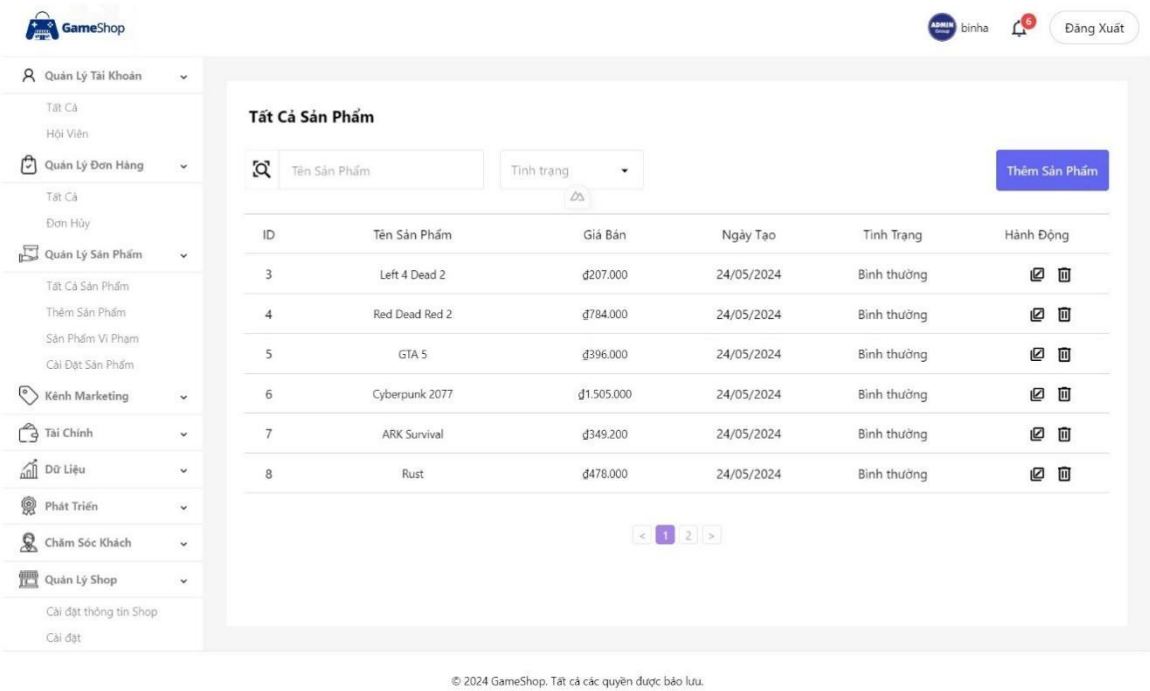 GameShop
ADMIN Group binha 6 Đăng Xuất
Quản Lý Tài Khoản
Tất Cả
Hội Viên
Quản Lý Đơn Hàng
Tất Cả
Đơn Hủy
Quản Lý Sản Phẩm
Tất Cả Sản Phẩm
Thêm Sản Phẩm
Sản Phẩm Vi Phạm
Cài Đặt Sản Phẩm
Kênh Marketing
Tài Chính
Dữ Liệu
Phát Triển
Chăm Sóc Khách
Quản Lý Shop
Cài đặt thông tin Shop
Cài đặt
Tất Cả Sản Phẩm
Tên Sản Phẩm Tình trạng Thêm Sản Phẩm
ID Tên Sản Phẩm Giá Bán Ngày Tạo Tình Trạng Hành Động
3 Left 4 Dead 2 ₫207.000 24/05/2024 Bình thường
4 Red Dead Red 2 ₫784.000 24/05/2024 Bình thường
5 GTA 5 ₫396.000 24/05/2024 Bình thường
6 Cyberpunk 2077 ₫1.505.000 24/05/2024 Bình thường
7 ARK Survival ₫349.200 24/05/2024 Bình thường
8 Rust ₫478.000 24/05/2024 Bình thường
< 1 2 >
© 2024 GameShop. Tất cả các quyền được bảo lưu.